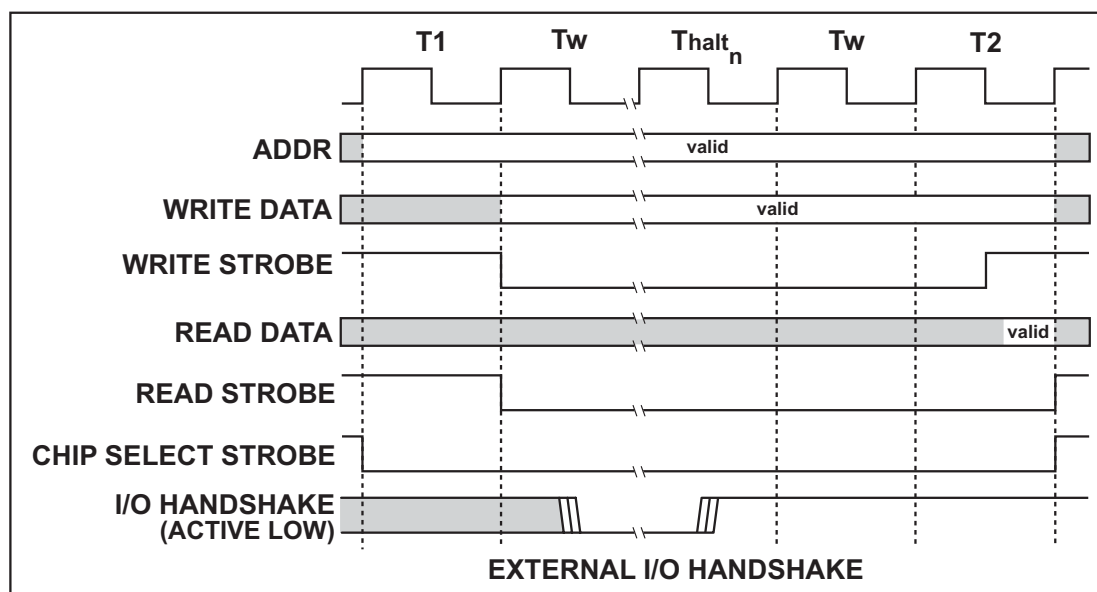 T1 Tw Thaltn Tw T2
ADDR valid
WRITE DATA valid
WRITE STROBE
READ DATA valid
READ STROBE
CHIP SELECT STROBE
I/O HANDSHAKE
(ACTIVE LOW)
EXTERNAL I/O HANDSHAKE